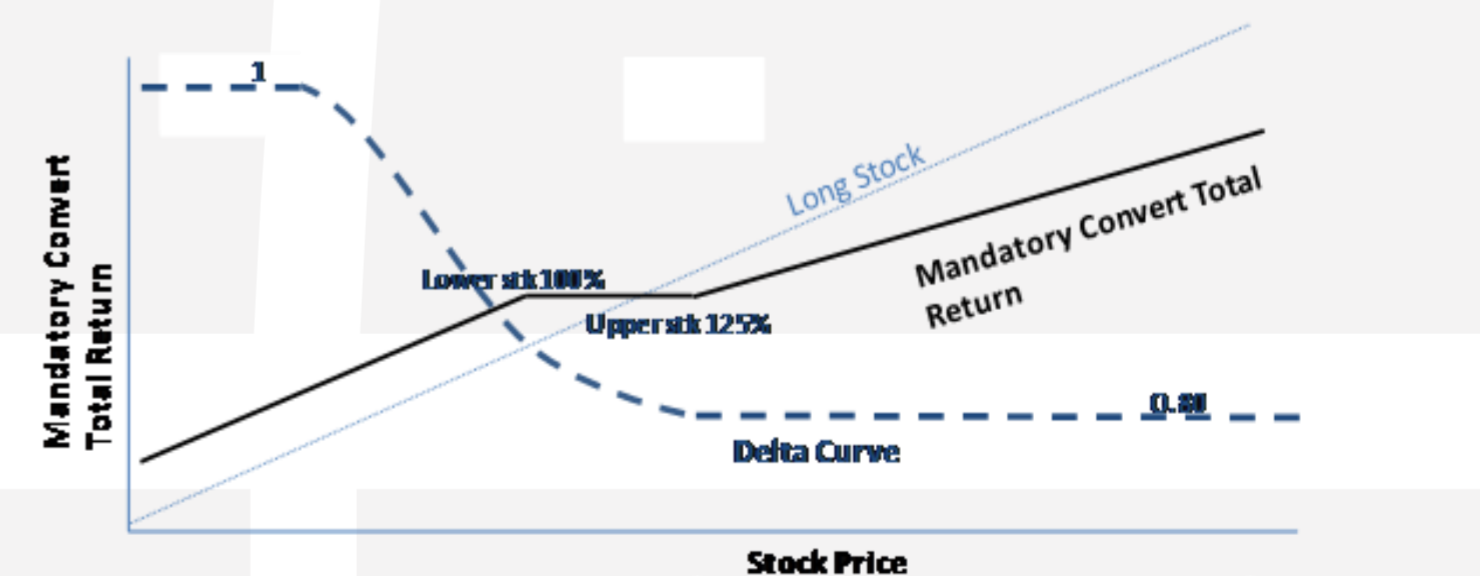 1
Long Stock
Mandatory Convert
Total Return
Lower stk 100%
Upper stk 125%
Mandatory Convert Total
Return
0.80
Delta Curve
Stock Price